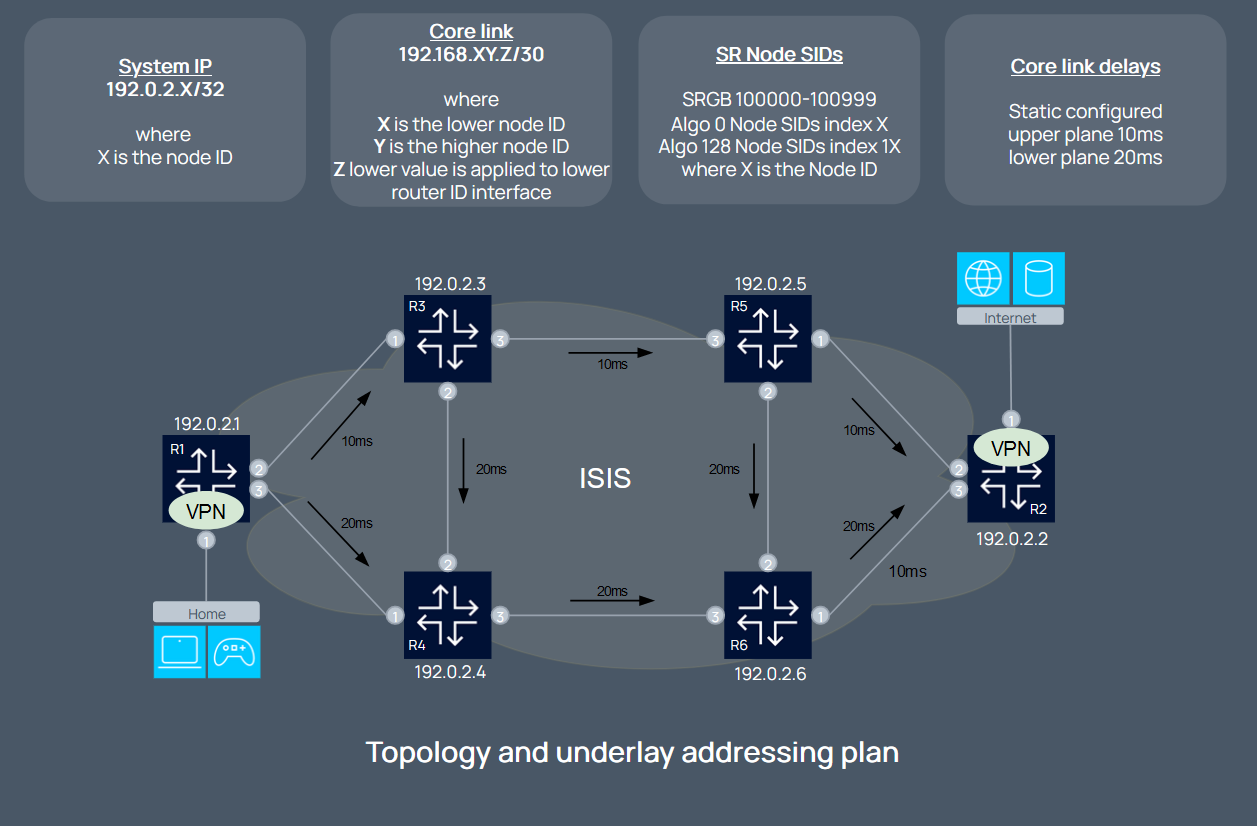 System IP
192.0.2.X/32
where
X is the node ID
Core link
192.168.XY.Z/30
where
X is the lower node ID
Y is the higher node ID
Z lower value is applied to lower
router ID interface
SR Node SIDs
SRGB 100000-100999
Algo 0 Node SIDs index X
Algo 128 Node SIDs index 1X
where X is the Node ID
Core link delays
Static configured
upper plane 10ms
lower plane 20ms
192.0.2.3
R3
1
3
2
192.0.2.5
R5
3
1
2
Internet
1
10ms
192.0.2.1
R1
2
3
VPN
1
10ms
20ms
20ms
ISIS
20ms
10ms
VPN
2
3
R2
192.0.2.2
20ms
10ms
Home
2
1
3
R4
192.0.2.4
20ms
2
3
1
R6
192.0.2.6
Topology and underlay addressing plan